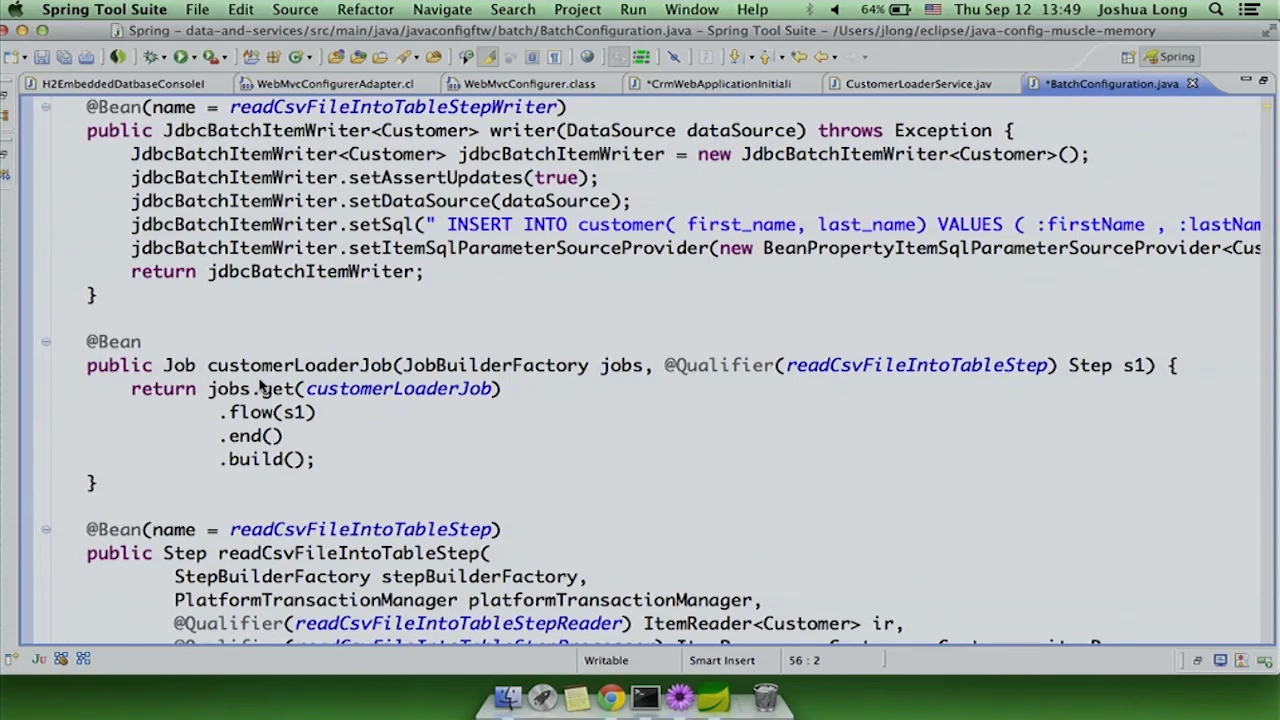 Spring Tool Suite File Edit Source Refactor Navigate Search Project Run Window Help 64% Thu Sep 12 13:49 Joshua Long
Spring - data-and-services/src/main/java/javaconfigftw/batch/BatchConfiguration.java - Spring Tool Suite - /Users/jlong/eclipse/java-config-muscle-memory
Spring
H2EmbeddedDatbaseConsoleI WebMvcConfigurerAdapter.cl WebMvcConfigurer.class *CrmWebApplicationInitiali CustomerLoaderService.jav *BatchConfiguration.java
@Bean(name = readCsvFileIntoTableStepWriter)
public JdbcBatchItemWriter<Customer> writer(DataSource dataSource) throws Exception {
JdbcBatchItemWriter<Customer> jdbcBatchItemWriter = new JdbcBatchItemWriter<Customer>();
jdbcBatchItemWriter.setAssertUpdates(true);
jdbcBatchItemWriter.setDataSource(dataSource);
jdbcBatchItemWriter.setSql(" INSERT INTO customer( first_name, last_name) VALUES ( :firstName , :lastNam
jdbcBatchItemWriter.setItemSqlParameterSourceProvider(new BeanPropertyItemSqlParameterSourceProvider<Cus
return jdbcBatchItemWriter;
}
@Bean
public Job customerLoaderJob(JobBuilderFactory jobs, @Qualifier(readCsvFileIntoTableStep) Step s1) {
return jobs.get(customerLoaderJob)
.flow(s1)
.end()
.build();
}
@Bean(name = readCsvFileIntoTableStep)
public Step readCsvFileIntoTableStep(
StepBuilderFactory stepBuilderFactory,
PlatformTransactionManager platformTransactionManager,
@Qualifier(readCsvFileIntoTableStepReader) ItemReader<Customer> ir,
Writable Smart Insert 56 : 2